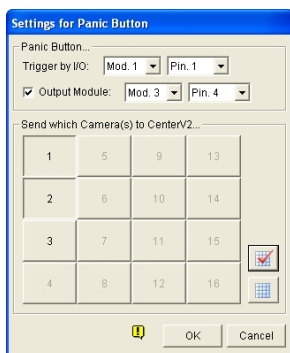 Settings for Panic Button
Panic Button...
Trigger by I/O: Mod. 1 Pin. 1
Output Module: Mod. 3 Pin. 4
Send which Camera(s) to CenterV2...
1 5 9 13
2 6 10 14
3 7 11 15
4 8 12 16
OK Cancel